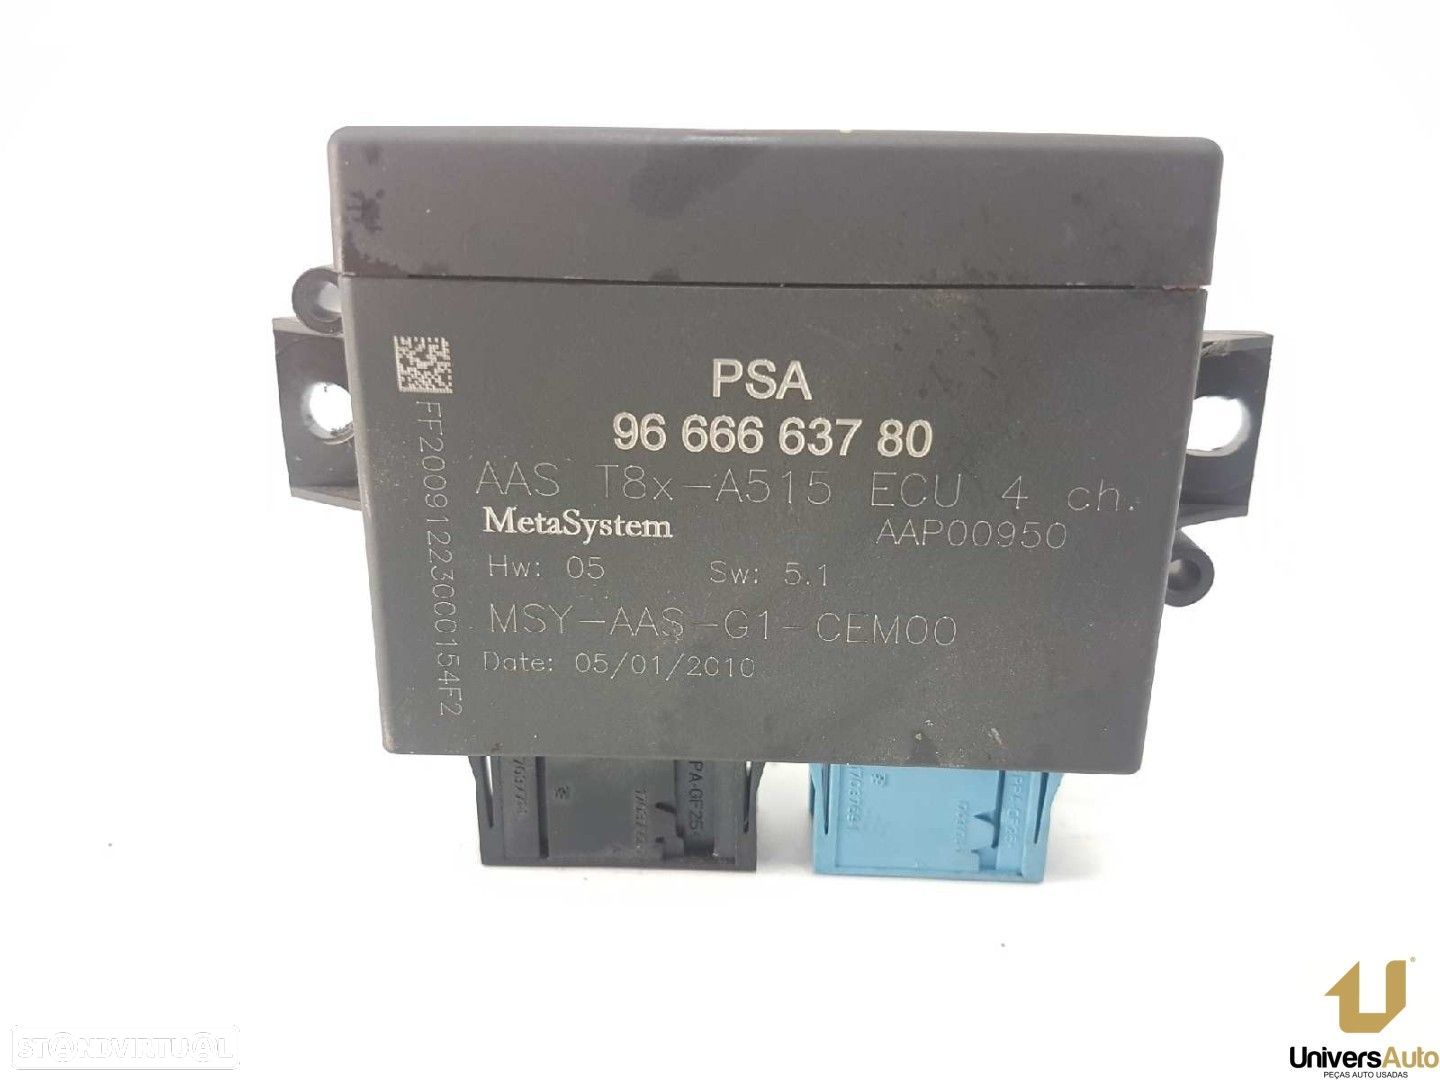 PSA
96 666 637 80
AAS T8x-A515 ECU 4 ch.
MetaSystem AAP00950
Hw: 05 Sw: 5.1
MSY-AAS-G1-CEM00
Date: 05/01/2010
FF20091223000154F2
STANDVIRTUAL
UniversAuto
PEÇAS AUTO USADAS